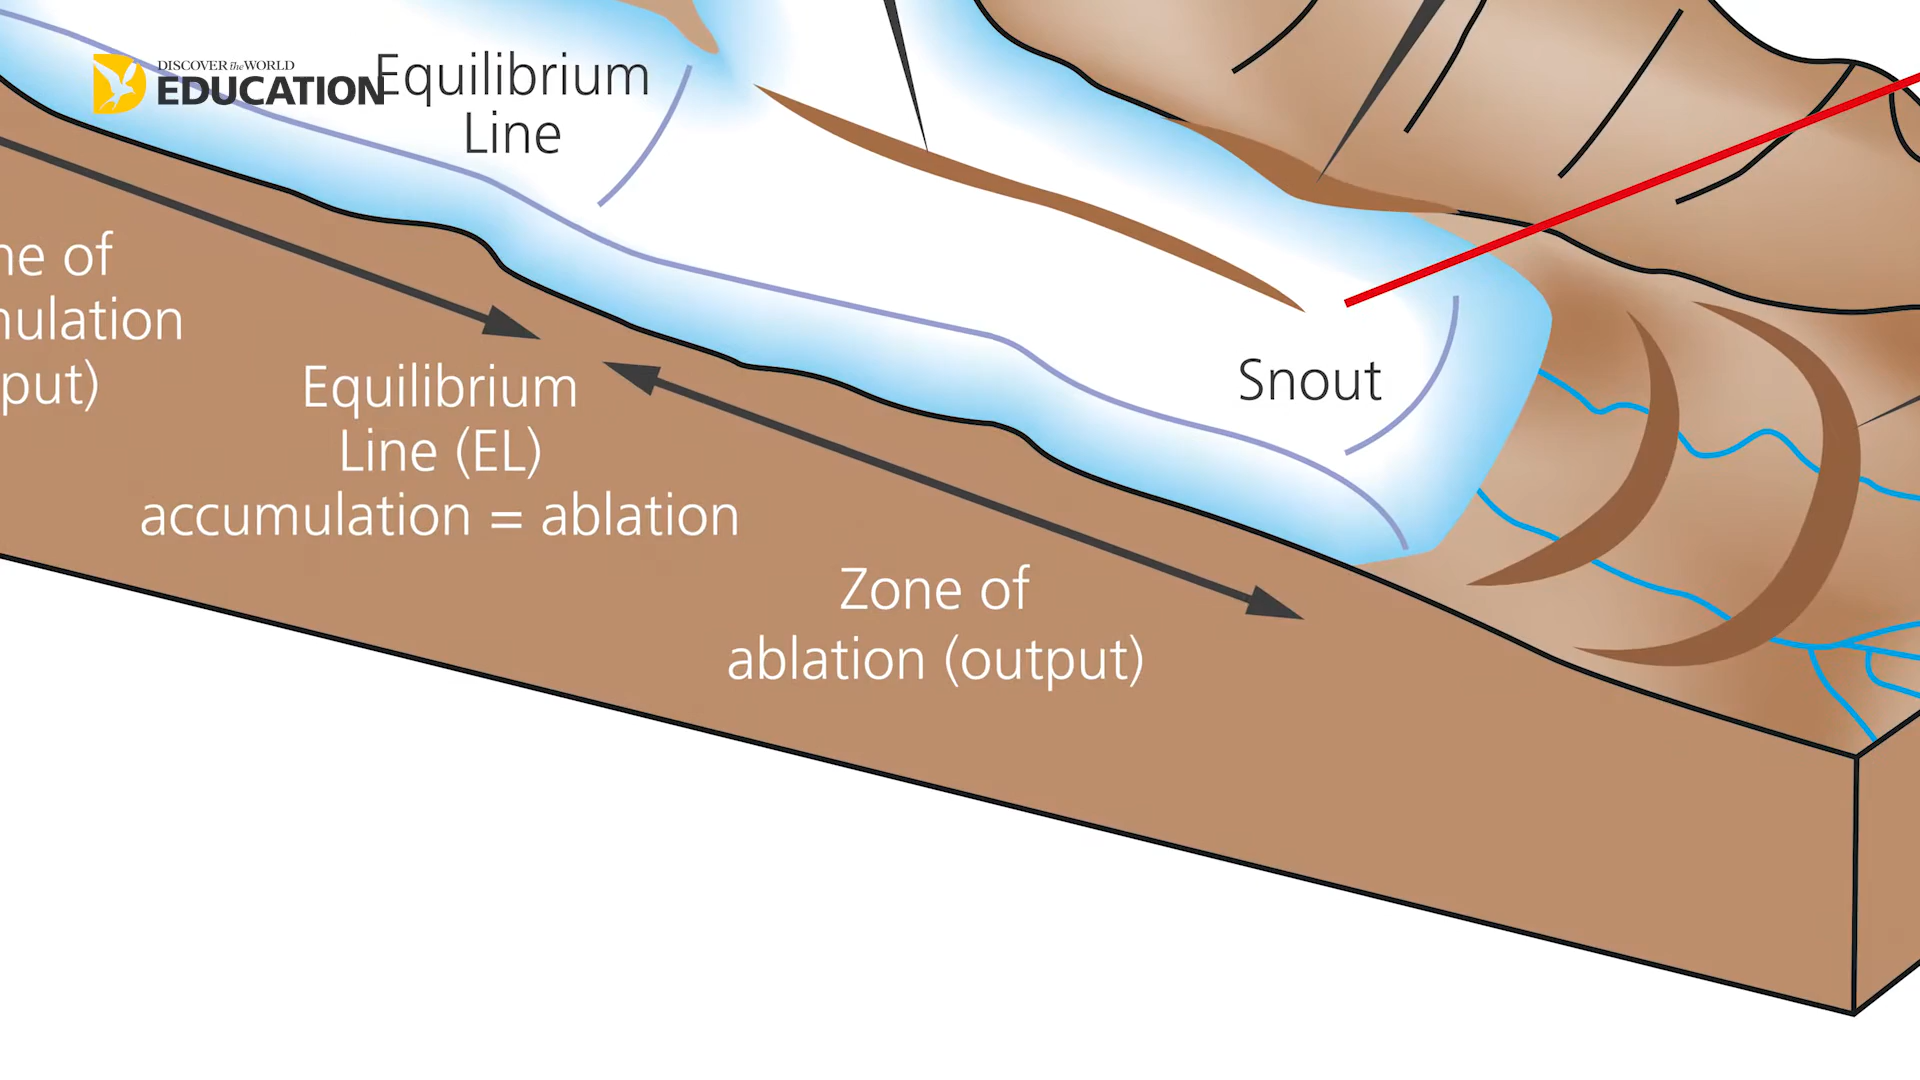 DISCOVER the WORLD
EDUCATION
Equilibrium
Line
ne of
nulation
put)
Equilibrium
Line (EL)
accumulation = ablation
Snout
Zone of
ablation (output)